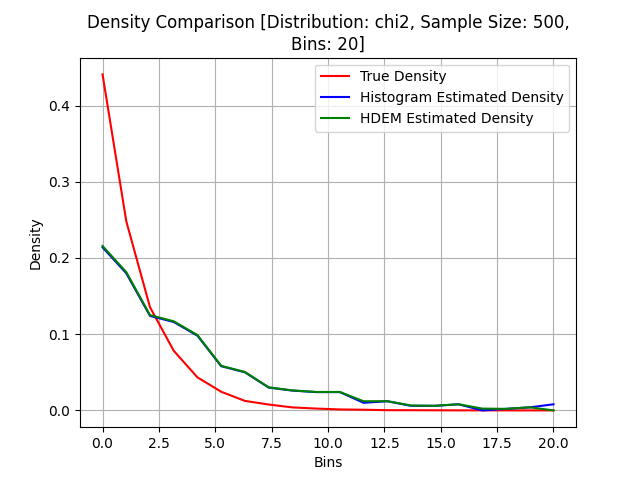 Density Comparison [Distribution: chi2, Sample Size: 500,
Bins: 20]
True Density
Histogram Estimated Density
HDEM Estimated Density
Density
0.4
0.3
0.2
0.1
0.0
0.0 2.5 5.0 7.5 10.0 12.5 15.0 17.5 20.0
Bins